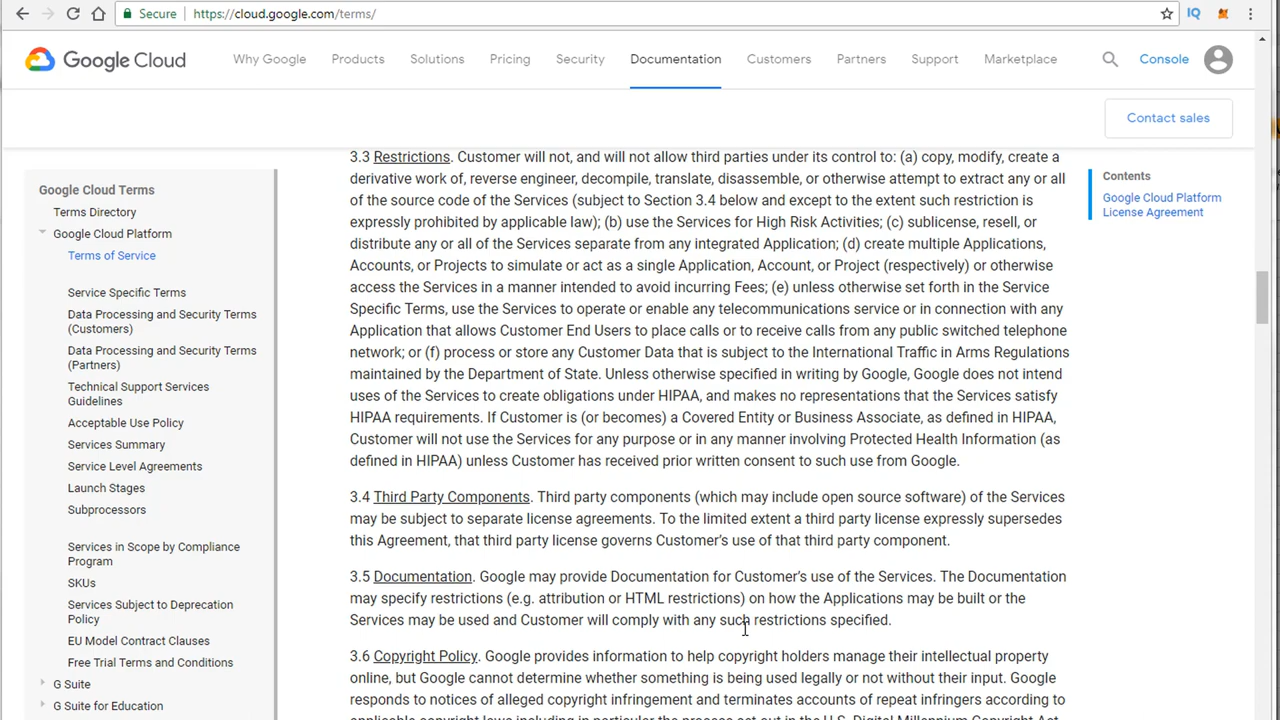 Secure
https://cloud.google.com/terms/
IQ
Google Cloud
Why Google
Products
Solutions
Pricing
Security
Documentation
Customers
Partners
Support
Marketplace
Console
Contact sales
Google Cloud Terms
Terms Directory
Google Cloud Platform
Terms of Service
Service Specific Terms
Data Processing and Security Terms
(Customers)
Data Processing and Security Terms
(Partners)
Technical Support Services
Guidelines
Acceptable Use Policy
Services Summary
Service Level Agreements
Launch Stages
Subprocessors
Services in Scope by Compliance
Program
SKUs
Services Subject to Deprecation
Policy
EU Model Contract Clauses
Free Trial Terms and Conditions
G Suite
G Suite for Education
3.3 Restrictions. Customer will not, and will not allow third parties under its control to: (a) copy, modify, create a
derivative work of, reverse engineer, decompile, translate, disassemble, or otherwise attempt to extract any or all
of the source code of the Services (subject to Section 3.4 below and except to the extent such restriction is
expressly prohibited by applicable law); (b) use the Services for High Risk Activities; (c) sublicense, resell, or
distribute any or all of the Services separate from any integrated Application; (d) create multiple Applications,
Accounts, or Projects to simulate or act as a single Application, Account, or Project (respectively) or otherwise
access the Services in a manner intended to avoid incurring Fees; (e) unless otherwise set forth in the Service
Specific Terms, use the Services to operate or enable any telecommunications service or in connection with any
Application that allows Customer End Users to place calls or to receive calls from any public switched telephone
network; or (f) process or store any Customer Data that is subject to the International Traffic in Arms Regulations
maintained by the Department of State. Unless otherwise specified in writing by Google, Google does not intend
uses of the Services to create obligations under HIPAA, and makes no representations that the Services satisfy
HIPAA requirements. If Customer is (or becomes) a Covered Entity or Business Associate, as defined in HIPAA,
Customer will not use the Services for any purpose or in any manner involving Protected Health Information (as
defined in HIPAA) unless Customer has received prior written consent to such use from Google.
3.4 Third Party Components. Third party components (which may include open source software) of the Services
may be subject to separate license agreements. To the limited extent a third party license expressly supersedes
this Agreement, that third party license governs Customer's use of that third party component.
3.5 Documentation. Google may provide Documentation for Customer's use of the Services. The Documentation
may specify restrictions (e.g. attribution or HTML restrictions) on how the Applications may be built or the
Services may be used and Customer will comply with any such restrictions specified.
3.6 Copyright Policy. Google provides information to help copyright holders manage their intellectual property
online, but Google cannot determine whether something is being used legally or not without their input. Google
responds to notices of alleged copyright infringement and terminates accounts of repeat infringers according to
applicable copyright laws including in particular the process set out in the U.S. Digital Millennium Copyright Act
Contents
Google Cloud Platform
License Agreement